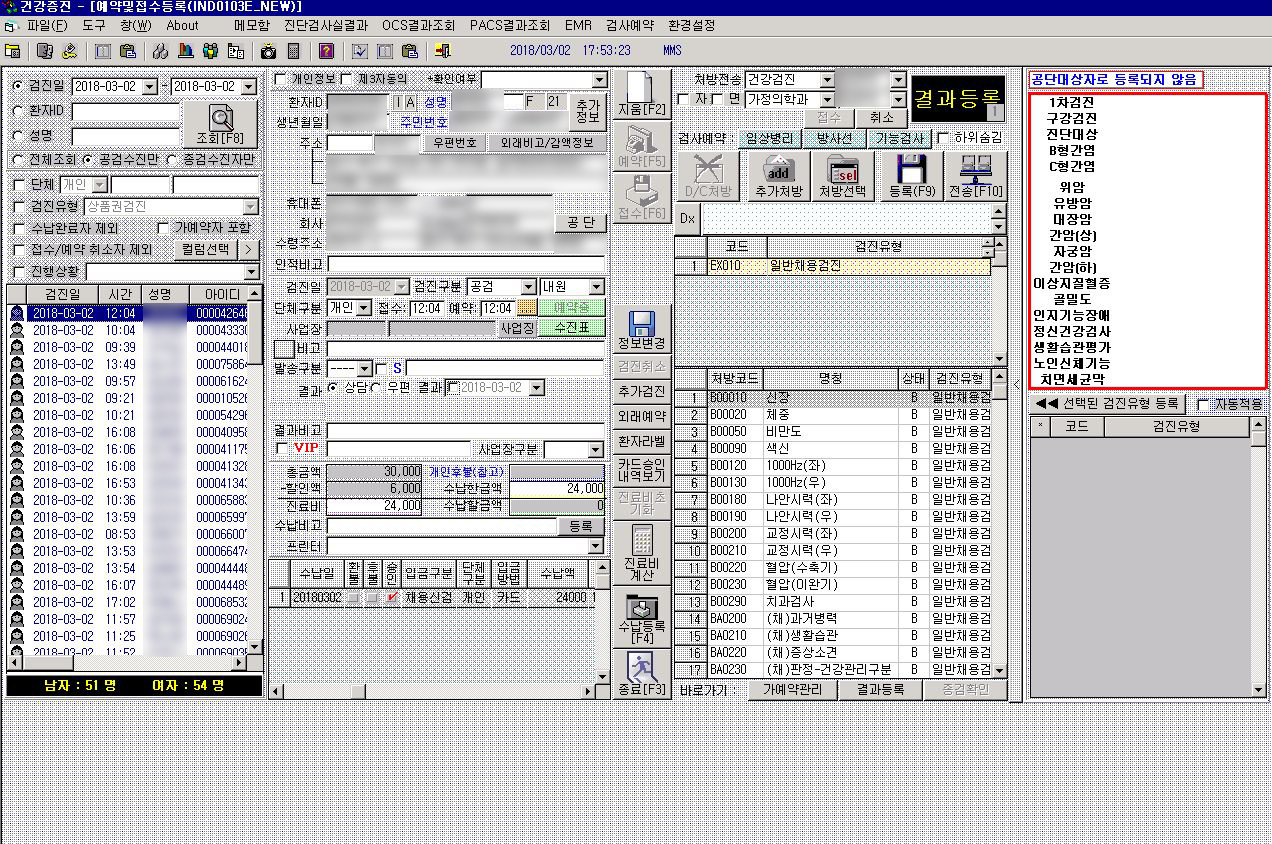 건강증진 - [예약및접수등록(IND0103E_NEW)]
파일(F) 도구 창(W) About 메모함 진단검사실결과 OCS결과조회 PACS결과조회 EMR 검사예약 환경설정
2018/03/02 17:53:23 MMS
검진일 2018-03-02 - 2018-03-02
환자ID
성명
조회[F8]
전체조회 공검수진만 종검수진자만
단체 개인
검진유형 상품권검진
수납완료자 제외 가예약자 포함
접수/예약 취소자 제외 컬럼선택 >
진행상황
검진일 시간 성명 아이디
2018-03-02 12:04 00004264
2018-03-02 10:04 00004333
2018-03-02 09:39 00004401
2018-03-02 13:49 00007586
2018-03-02 09:57 00006162
2018-03-02 09:21 00001052
2018-03-02 10:21 00005429
2018-03-02 16:08 00004095
2018-03-02 16:06 00004117
2018-03-02 16:08 00004132
2018-03-02 16:53 00004134
2018-03-02 10:36 00006588
2018-03-02 13:59 00006599
2018-03-02 08:53 00006600
2018-03-02 13:53 00006647
2018-03-02 13:54 00004444
2018-03-02 16:07 00004448
2018-03-02 17:02 00006853
2018-03-02 11:57 00006902
2018-03-02 11:25 00006902
2018-03-02 11:52 00006903
남자 : 51 명 여자 : 54 명
개인정보 제3자동의 *확인여부
환자ID I A 성명 F 21 추가정보
생년월일 주민번호
주소 우편번호 외래비고/감액정보
휴대폰
회사 공 단
수령주소
인적비고
검진일 2018-03-02 검진구분 공검 내원
단체구분 개인 접수: 12:04 예약: 12:04 ... 예약증
사업장 사업장 수진표
비고
발송구분 ---- S
결과 상담 우편 결과 2018-03-02
결과비고
VIP 사업장구분
총금액 30,000 개인후불(참고)
-할인액 6,000 수납한금액 24,000
진료비 24,000 수납할금액 0
수납비고 등록
프린터
수납일 환불 후불 승인 입금구분 단체구분 입금방법 수납액
1 20180302 채용신검 개인 카드 24000
지움[F2]
예약[F5]
접수[F6]
정보변경
검진취소
추가검진
외래예약
환자라벨
카드승인내역보기
진료비초기화
진료비계산
수납등록[F4]
종료[F3]
처방전송 건강검진
자 면 가정의학과
접수 취소
결과등록 1
검사예약 : 임상병리 방사선 기능검사 하위숨김
D/C처방 추가처방 처방선택 등록(F9) 전송[F10]
Dx
코드 검진유형
1 EX010 일반채용검진
처방코드 명칭 상태 검진유형
1 B00010 신장 B 일반채용검
2 B00020 체중 B 일반채용검
3 B00050 비만도 B 일반채용검
4 B00090 색신 B 일반채용검
5 B00120 1000Hz(좌) B 일반채용검
6 B00130 1000Hz(우) B 일반채용검
7 B00180 나안시력(좌) B 일반채용검
8 B00190 나안시력(우) B 일반채용검
9 B00200 교정시력(좌) B 일반채용검
10 B00210 교정시력(우) B 일반채용검
11 B00220 혈압(수축기) B 일반채용검
12 B00230 혈압(이완기) B 일반채용검
13 B00290 치과검사 B 일반채용검
14 BA0200 (채)과거병력 B 일반채용검
15 BA0210 (채)생활습관 B 일반채용검
16 BA0220 (채)증상소견 B 일반채용검
17 BA0230 (채)판정-건강관리구분 B 일반채용검
바로가기 : 가예약관리 결과등록 종검확인
공단대상자로 등록되지 않음
1차검진
구강검진
진단대상
B형간염
C형간염
위암
유방암
대장암
간암(상)
자궁암
간암(하)
이상지질혈증
골밀도
인지기능장애
정신건강검사
생활습관평가
노인신체기능
치면세균막
◀◀ 선택된 검진유형 등록 자동적용
* 코드 검진유형